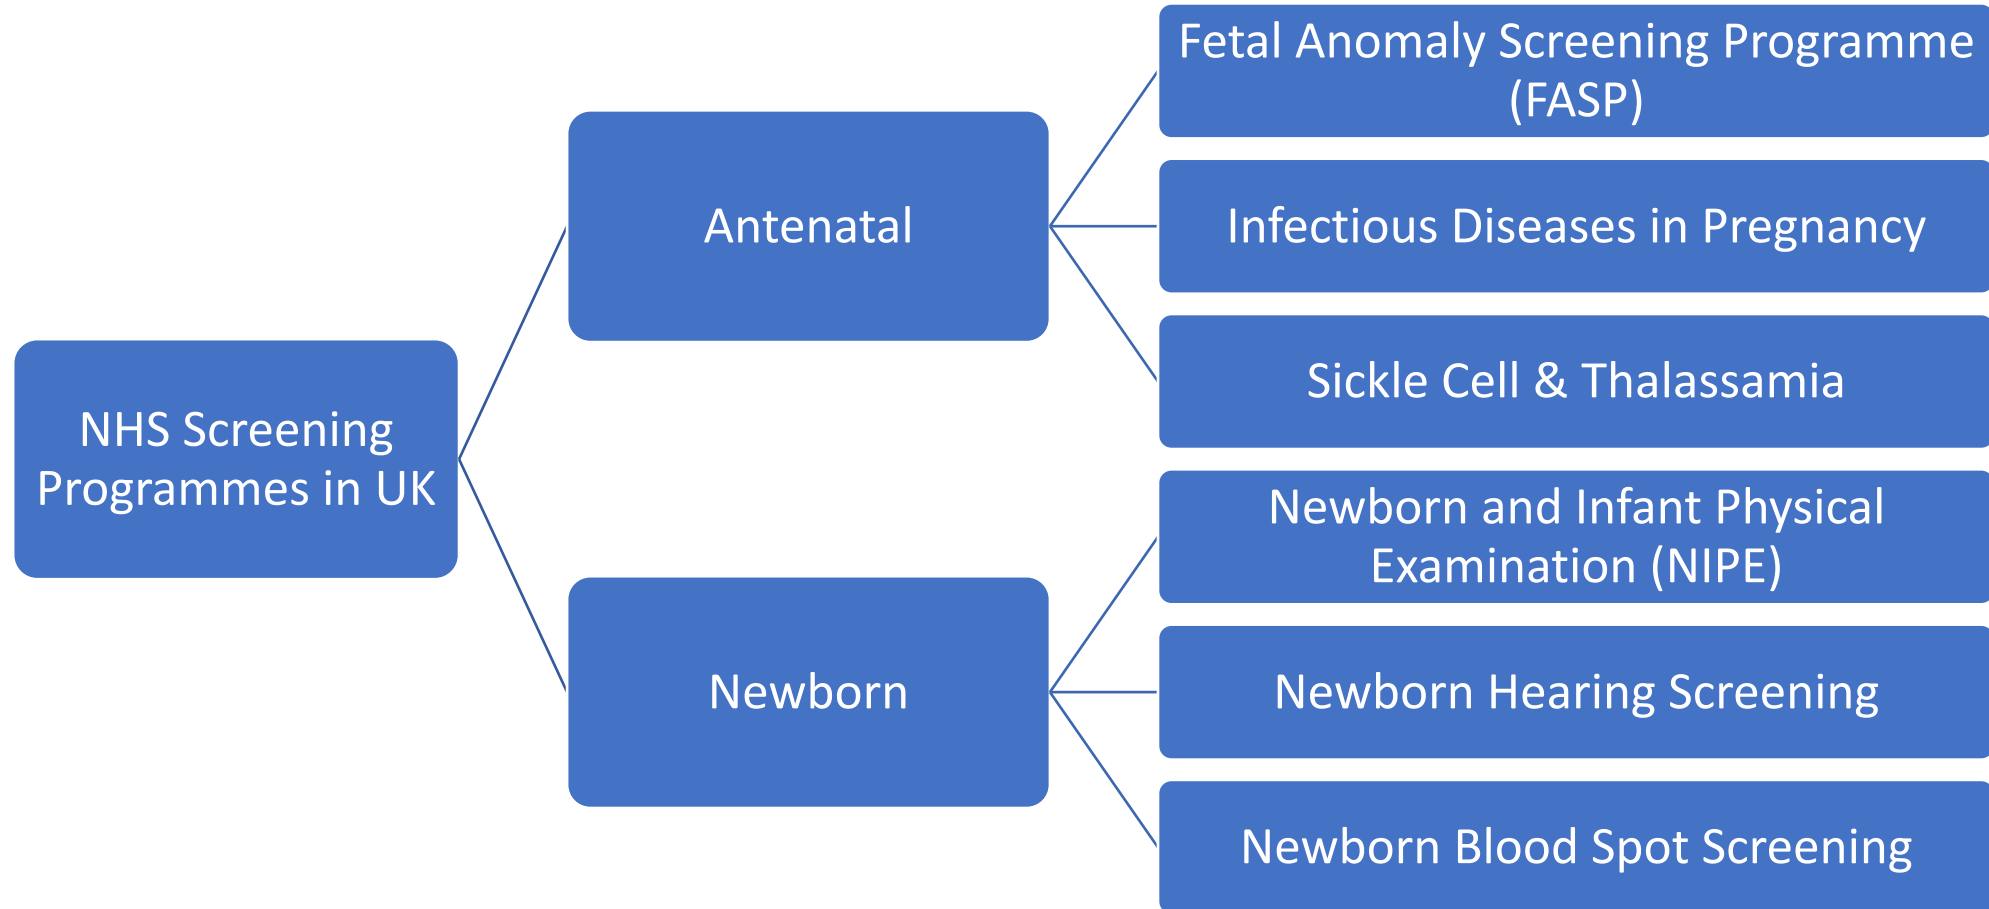 NHS Screening
Programmes in UK
Antenatal
Fetal Anomaly Screening Programme
(FASP)
Infectious Diseases in Pregnancy
Sickle Cell & Thalassamia
Newborn
Newborn and Infant Physical
Examination (NIPE)
Newborn Hearing Screening
Newborn Blood Spot Screening